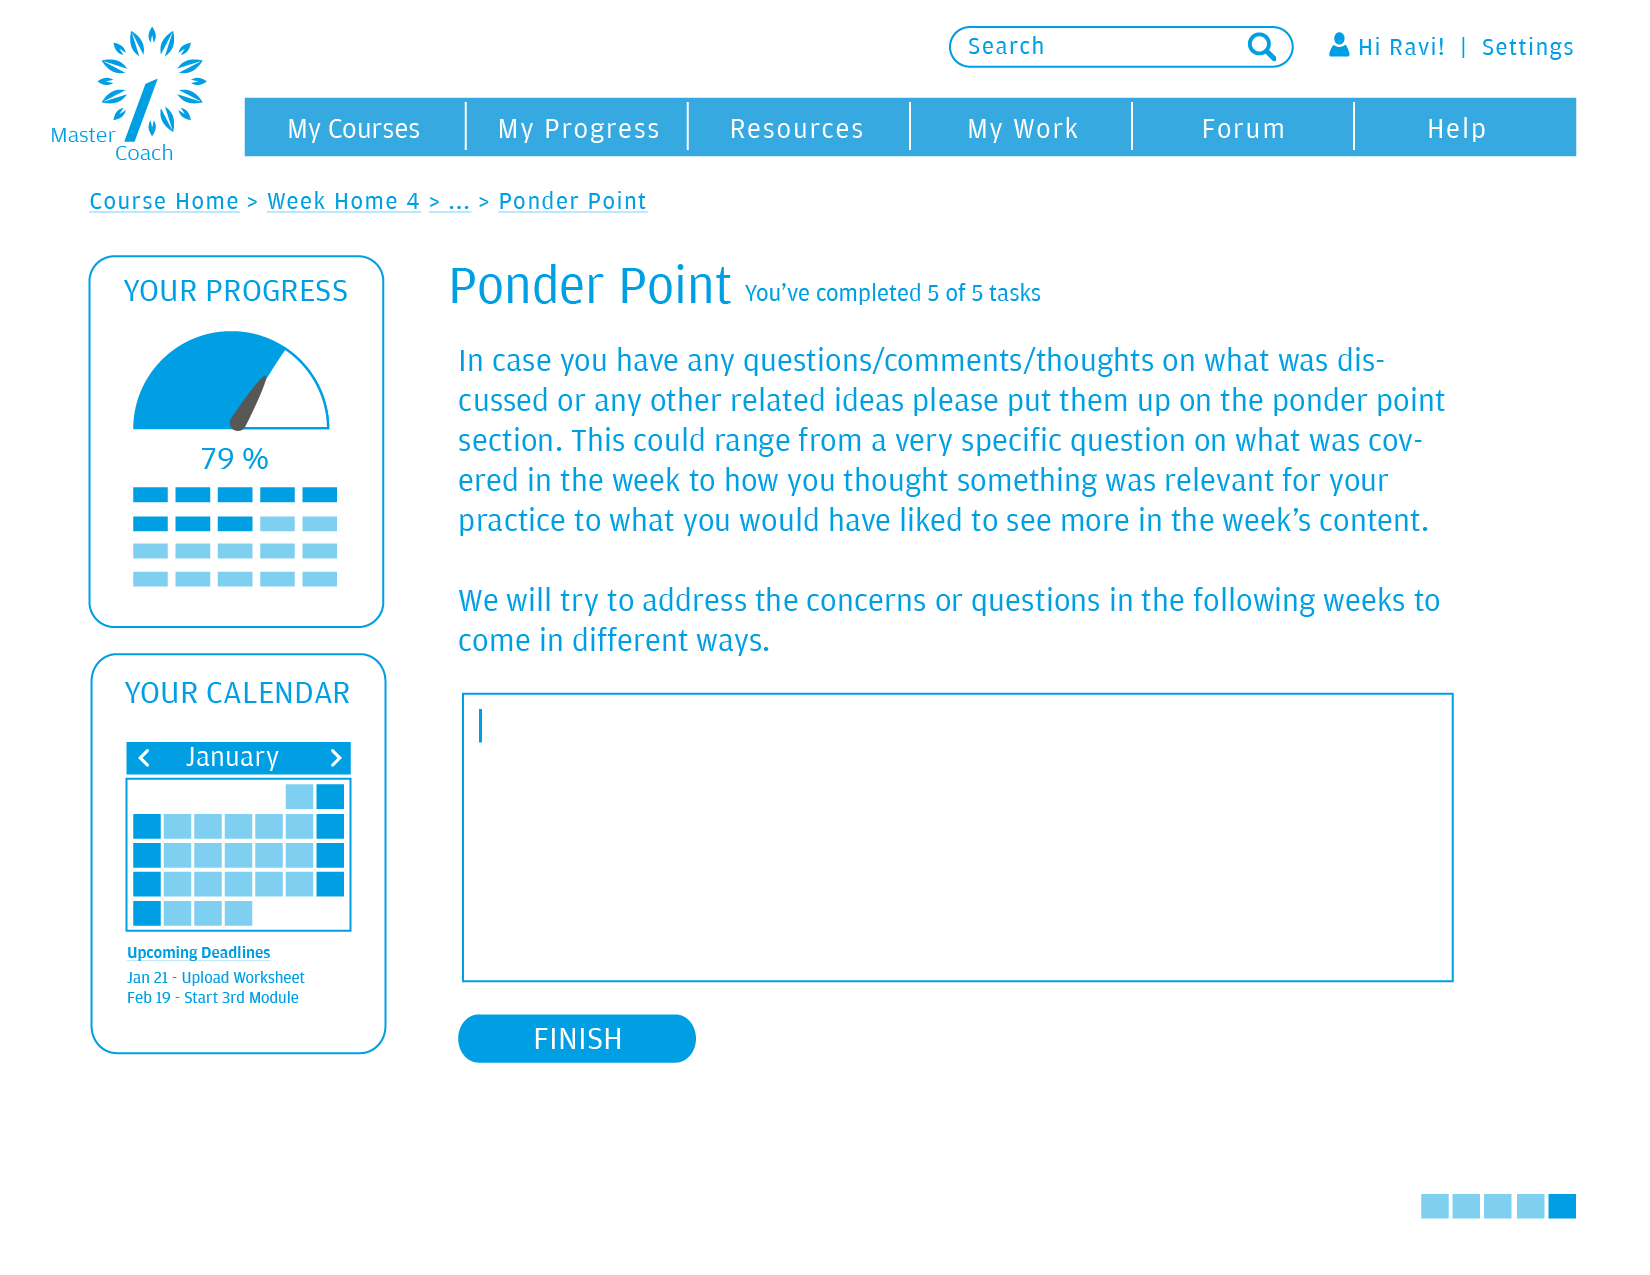 Master
Coach
Search
Hi Ravi! | Settings
My Courses
My Progress
Resources
My Work
Forum
Help
Course Home > Week Home 4 > ... > Ponder Point
YOUR PROGRESS
79 %
YOUR CALENDAR
January
Upcoming Deadlines
Jan 21 - Upload Worksheet
Feb 19 - Start 3rd Module
Ponder Point You’ve completed 5 of 5 tasks
In case you have any questions/comments/thoughts on what was dis-
cussed or any other related ideas please put them up on the ponder point
section. This could range from a very specific question on what was cov-
ered in the week to how you thought something was relevant for your
practice to what you would have liked to see more in the week’s content.
We will try to address the concerns or questions in the following weeks to
come in different ways.
FINISH